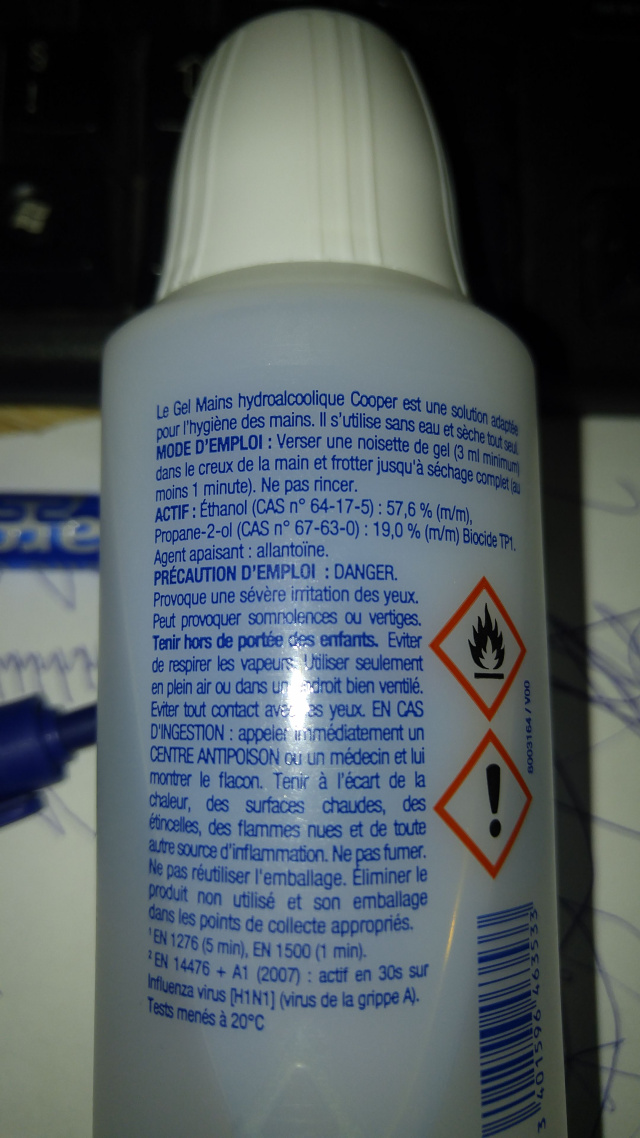 Le Gel Mains hydroalcoolique Cooper est une solution adaptée
pour l'hygiène des mains. Il s'utilise sans eau et sèche tout seul.
MODE D'EMPLOI : Verser une noisette de gel (3 ml minimum)
dans le creux de la main et frotter jusqu'à séchage complet (au
moins 1 minute). Ne pas rincer.
ACTIF : Éthanol (CAS n° 64-17-5) : 57,6 % (m/m),
Propane-2-ol (CAS n° 67-63-0) : 19,0 % (m/m) Biocide TP1.
Agent apaisant : allantoïne.
PRÉCAUTION D'EMPLOI : DANGER.
Provoque une sévère irritation des yeux.
Peut provoquer somnolences ou vertiges.
Tenir hors de portée des enfants. Eviter
de respirer les vapeurs. Utiliser seulement
en plein air ou dans un endroit bien ventilé.
Eviter tout contact avec les yeux. EN CAS
D'INGESTION : appeler immédiatement un
CENTRE ANTIPOISON ou un médecin et lui
montrer le flacon. Tenir à l'écart de la
chaleur, des surfaces chaudes, des
étincelles, des flammes nues et de toute
autre source d'inflammation. Ne pas fumer.
Ne pas réutiliser l'emballage. Éliminer le
produit non utilisé et son emballage
dans les points de collecte appropriés.
¹ EN 1276 (5 min), EN 1500 (1 min).
² EN 14476 + A1 (2007) : actif en 30s sur
Influenza virus [H1N1] (virus de la grippe A).
Tests menés à 20°C
8003164 / V00
3 401596 463533